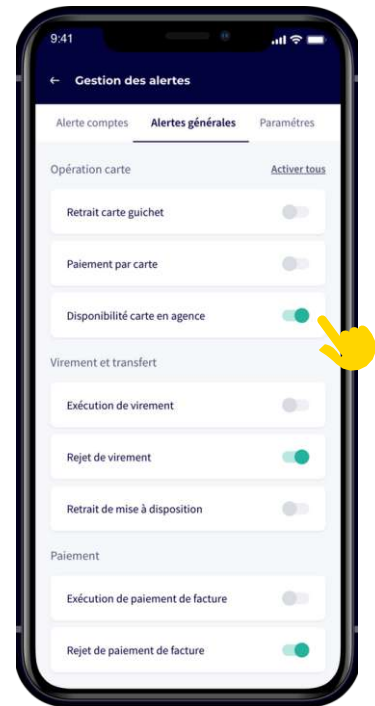 9:41
← Gestion des alertes
Alerte comptes Alertes générales Paramétres
Opération carte Activer tous
Retrait carte guichet
Paiement par carte
Disponibilité carte en agence
Virement et transfert
Exécution de virement
Rejet de virement
Retrait de mise à disposition
Paiement
Exécution de paiement de facture
Rejet de paiement de facture